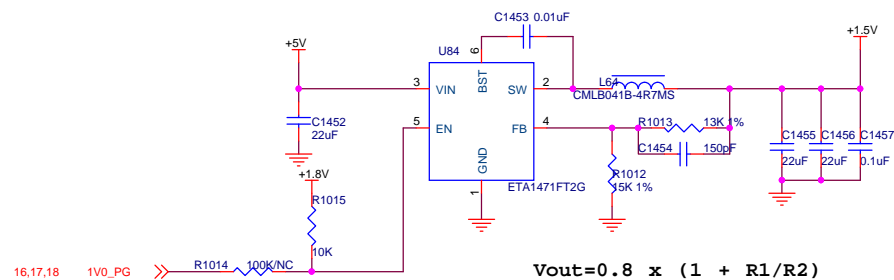 C1453 0.01uF
+5V
+1.5V
U84
6
BST
L64
3 VIN SW 2
CMLB041B-4R7MS
C1452
22uF
5 EN FB 4
R1013 13K 1%
C1454 150pF
C1455 C1456 C1457
22uF 22uF 0.1uF
GND
1
ETA1471FT2G
R1012
15K 1%
+1.8V
R1015
10K
16,17,18 1V0_PG R1014 100K/NC
Vout=0.8 x (1 + R1/R2)